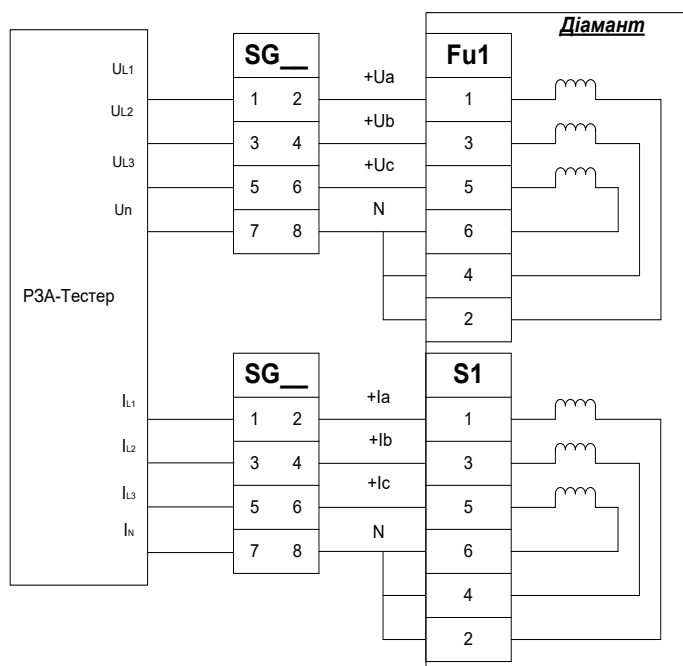 Діамант
SG__
Fu1
UL1
+Ua
1 2
1
UL2
+Ub
3 4
3
UL3
+Uc
5 6
5
Un
N
7 8
6
4
РЗА-Тестер
2
SG__
S1
IL1
+Ia
1 2
1
IL2
+Ib
3 4
3
IL3
+Ic
5 6
5
IN
N
7 8
6
4
2